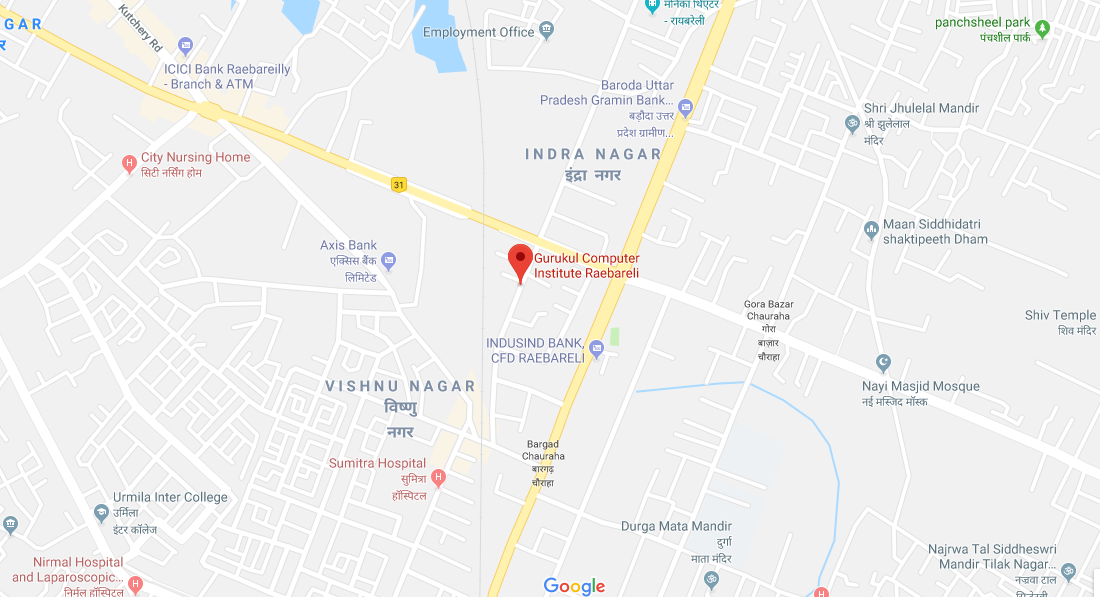 GAR
र
Kutchery Rd
ICICI Bank Raebareilly
- Branch & ATM
Employment Office
मोनिका थिएटर
- रायबरेली
panchsheel park
पंचशील पार्क
Baroda Uttar
Pradesh Gramin Bank...
बड़ौदा उत्तर
प्रदेश ग्रामीण...
Shri Jhulelal Mandir
श्री झुलेलाल
मंदिर
INDRA NAGAR
इंद्रा नगर
City Nursing Home
सिटी नर्सिंग होम
31
Maan Siddhidatri
shaktipeeth Dham
Axis Bank
एक्सिस बैंक
लिमिटेड
Gurukul Computer
Institute Raebareli
Gora Bazar
Chauraha
गोरा
बाज़ार
चौराहा
Shiv Temple
शिव मंदिर
INDUSIND BANK,
CFD RAEBARELI
VISHNU NAGAR
विष्णु
नगर
Nayi Masjid Mosque
नई मस्जिद मॉस्क
Bargad
Chauraha
बारगढ़
चौराहा
Sumitra Hospital
सुमित्रा
हॉस्पिटल
H
Urmila Inter College
उर्मिला
इंटर कॉलेज
Durga Mata Mandir
दुर्गा
माता मंदिर
Najrwa Tal Siddheswri
Mandir Tilak Nagar...
नज्रवा टाल
Nirmal Hospital
and Laparoscopic...
निर्मल हॉस्पिटल
H
Google